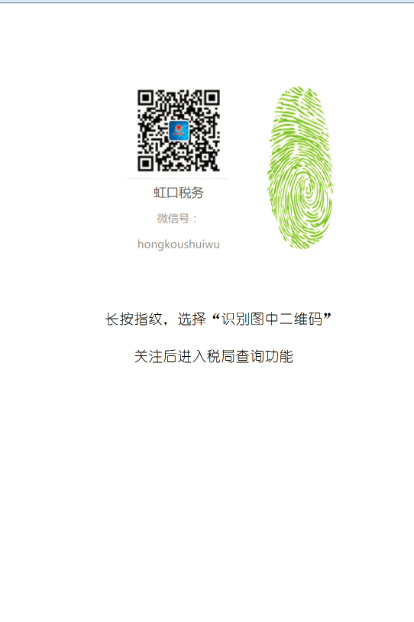 虹口税务
微信号：
hongkoushuiwu
长按指纹，选择“识别图中二维码”
关注后进入税局查询功能